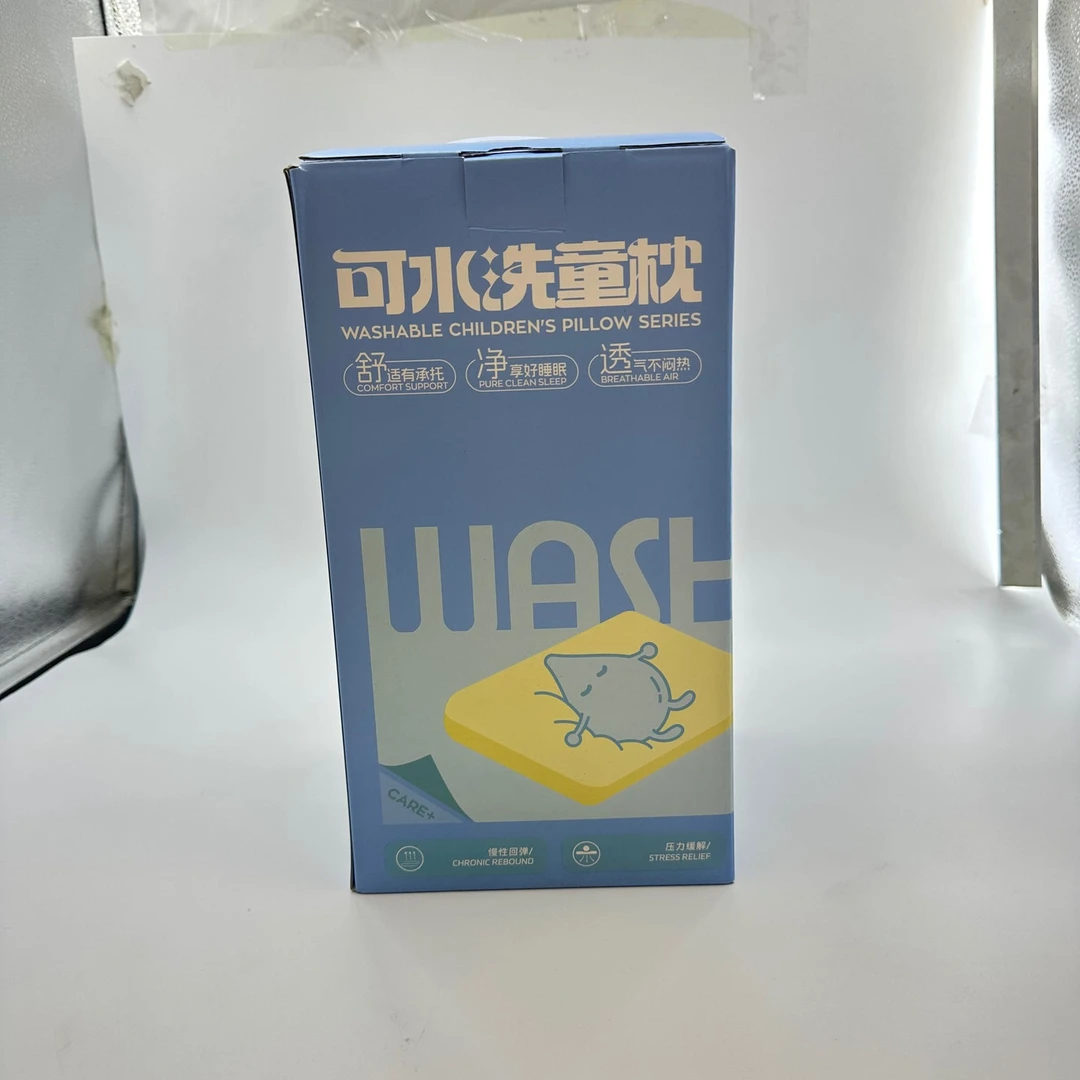 可水洗童枕
WASHABLE CHILDREN'S PILLOW SERIES
舒适有承托 净享好睡眠 透气不闷热
COMFORT SUPPORT PURE CLEAN SLEEP BREATHABLE AIR
WASH
CARE+
慢性回弹/ 压力缓解/
CHRONIC REBOUND STRESS RELIEF